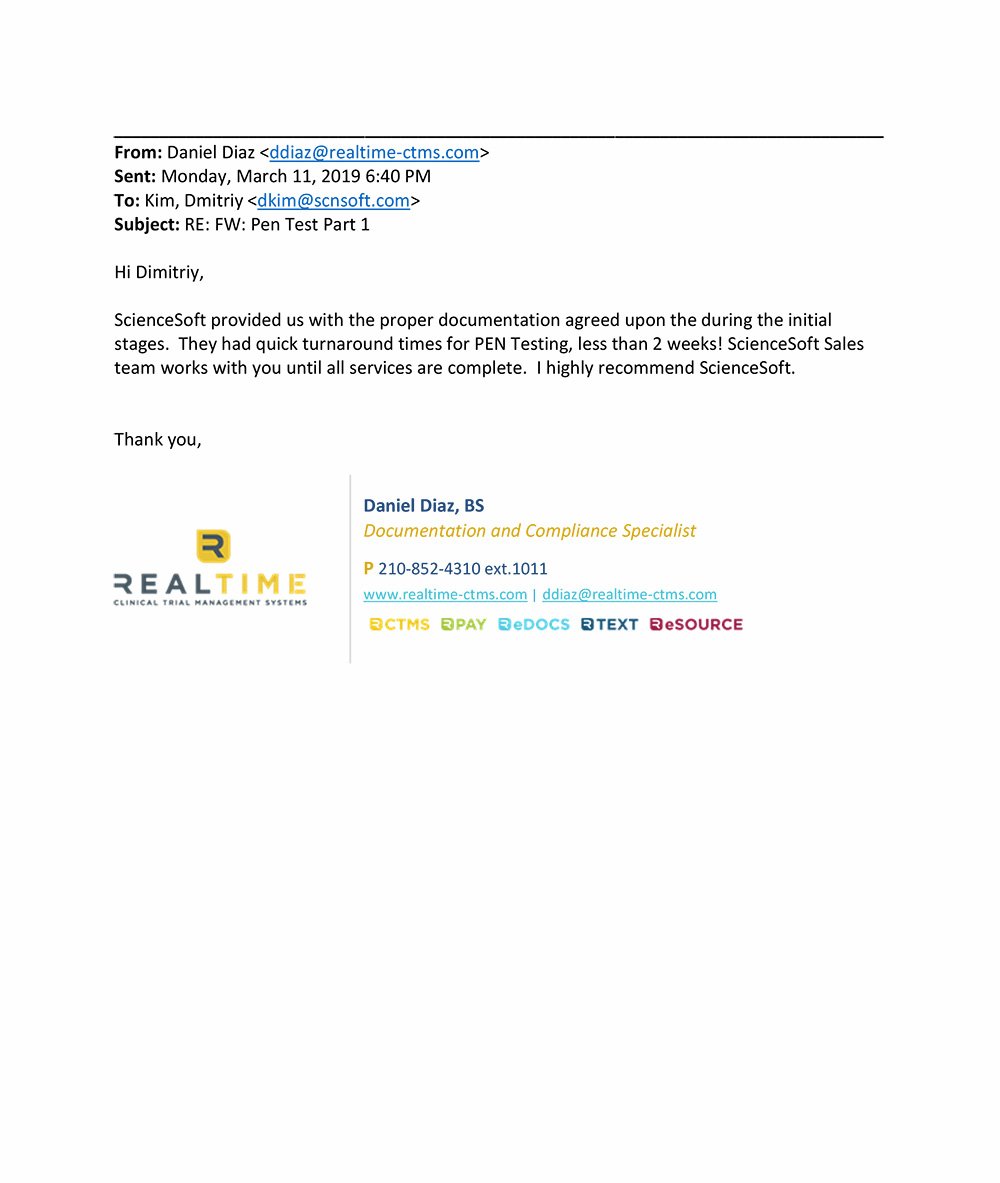 From: Daniel Diaz <ddiaz@realtime-ctms.com>
Sent: Monday, March 11, 2019 6:40 PM
To: Kim, Dmitriy <dkim@scnsoft.com>
Subject: RE: FW: Pen Test Part 1
Hi Dimitriy,
ScienceSoft provided us with the proper documentation agreed upon the during the initial
stages.  They had quick turnaround times for PEN Testing, less than 2 weeks! ScienceSoft Sales
team works with you until all services are complete.  I highly recommend ScienceSoft.
Thank you,
R
REALTIME
CLINICAL TRIAL MANAGEMENT SYSTEMS
Daniel Diaz, BS
Documentation and Compliance Specialist
P 210-852-4310 ext.1011
www.realtime-ctms.com | ddiaz@realtime-ctms.com
RCTMS RPAY ReDOCS RTEXT ReSOURCE